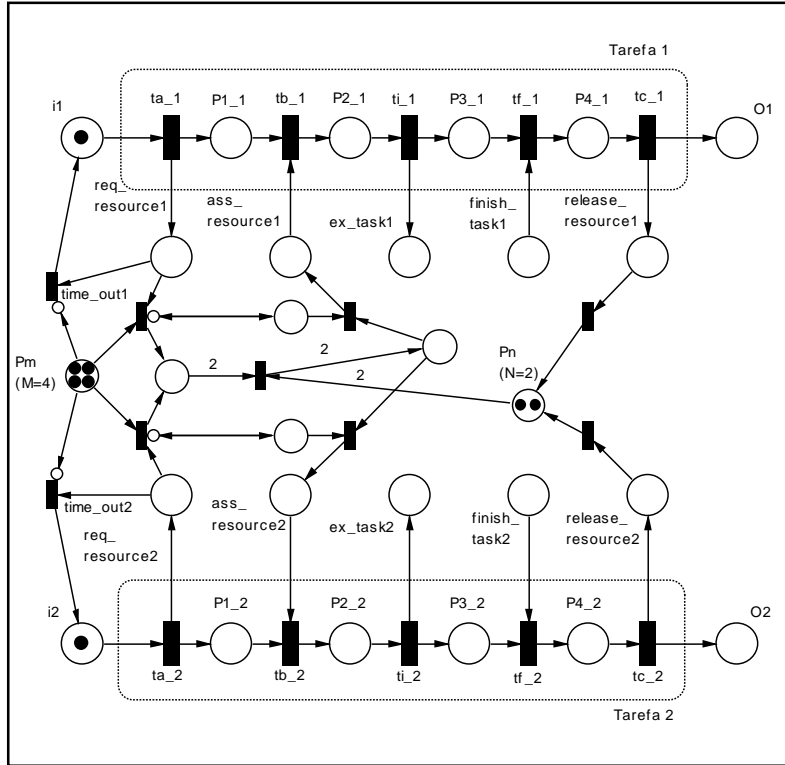 Tarefa 1
i1
ta_1
P1_1
tb_1
P2_1
ti_1
P3_1
tf_1
P4_1
tc_1
O1
req_
resource1
ass_
resource1
ex_task1
finish_
task1
release_
resource1
time_out1
Pm
(M=4)
2
2
2
Pn
(N=2)
time_out2
req_
resource2
ass_
resource2
ex_task2
finish_
task2
release_
resource2
i2
P1_2
P2_2
P3_2
P4_2
O2
ta_2
tb_2
ti_2
tf_2
tc_2
Tarefa 2